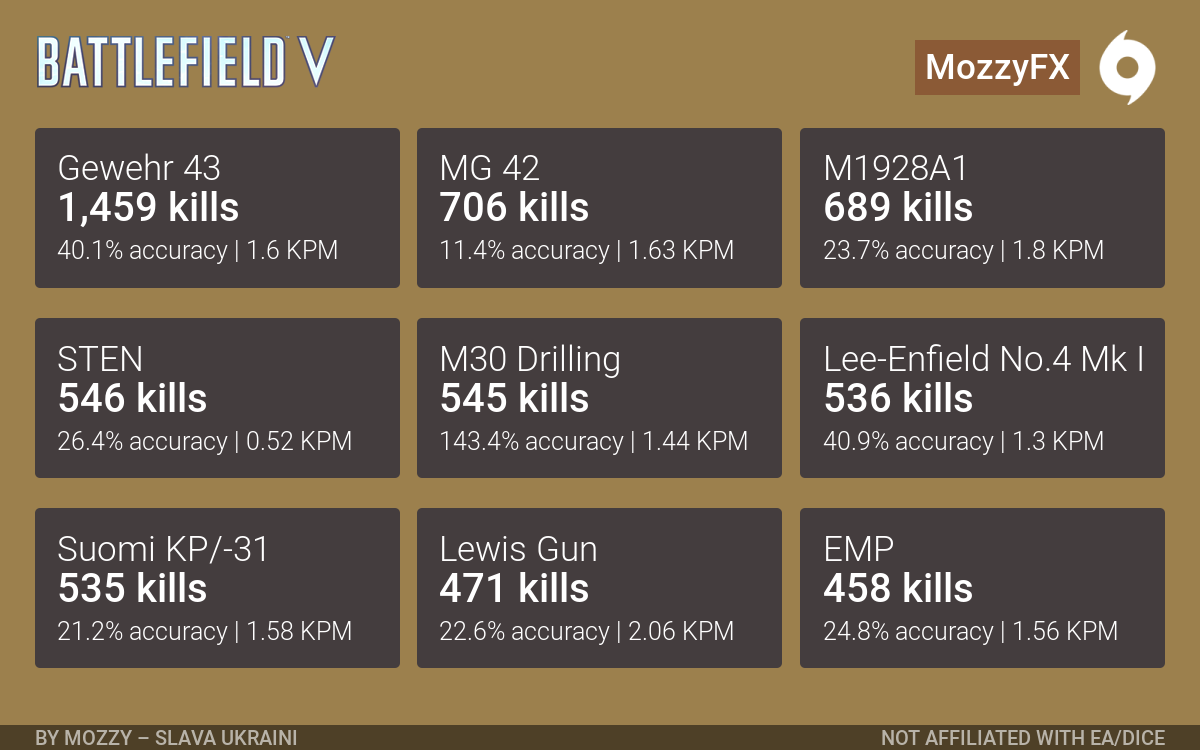 BATTLEFIELD V
MozzyFX
Gewehr 43
1,459 kills
40.1% accuracy | 1.6 KPM
MG 42
706 kills
11.4% accuracy | 1.63 KPM
M1928A1
689 kills
23.7% accuracy | 1.8 KPM
STEN
546 kills
26.4% accuracy | 0.52 KPM
M30 Drilling
545 kills
143.4% accuracy | 1.44 KPM
Lee-Enfield No.4 Mk I
536 kills
40.9% accuracy | 1.3 KPM
Suomi KP/-31
535 kills
21.2% accuracy | 1.58 KPM
Lewis Gun
471 kills
22.6% accuracy | 2.06 KPM
EMP
458 kills
24.8% accuracy | 1.56 KPM
BY MOZZY – SLAVA UKRAINI
NOT AFFILIATED WITH EA/DICE